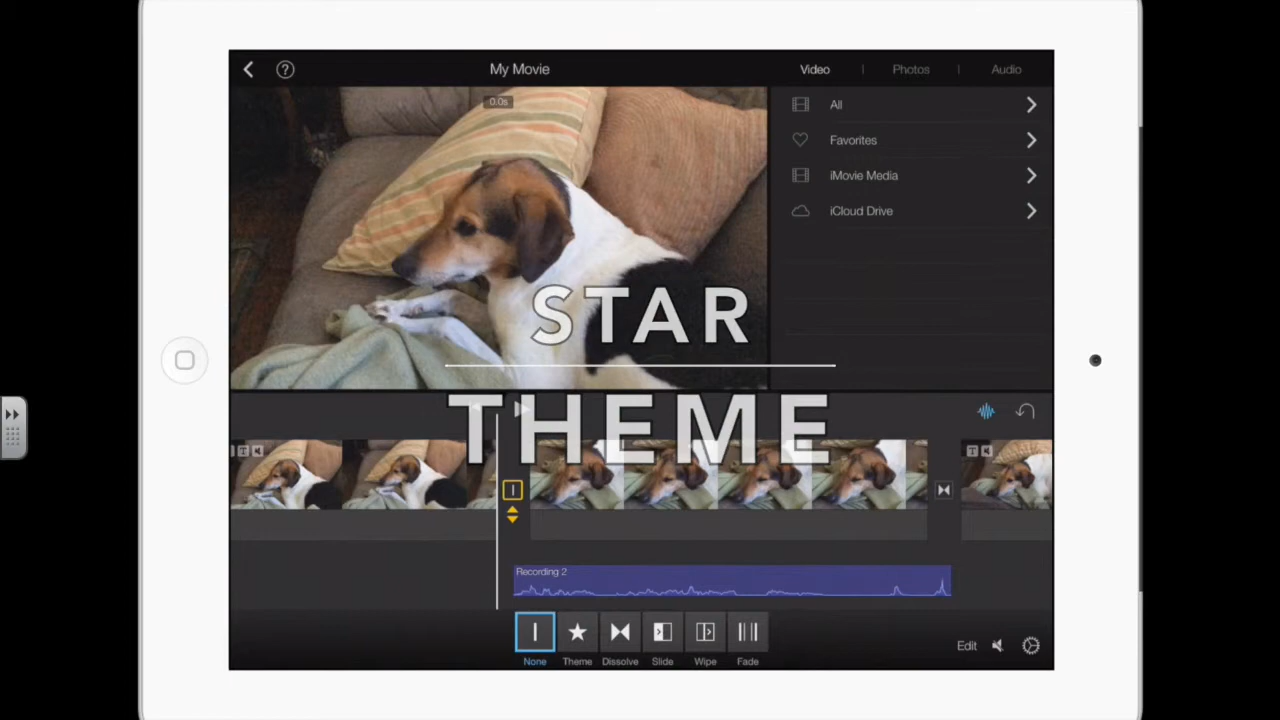 My Movie
Video | Photos | Audio
0.0s
All
Favorites
iMovie Media
iCloud Drive
STAR
THEME
T
T
Recording 2
None Theme Dissolve Slide Wipe Fade
Edit